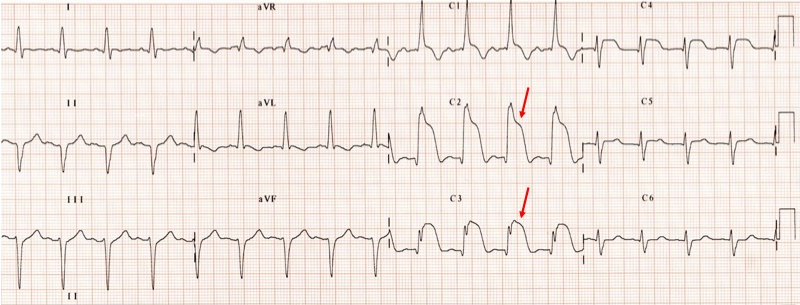 I aVR C1 C4
II aVL C2 C5
III aVF C3 C6
II